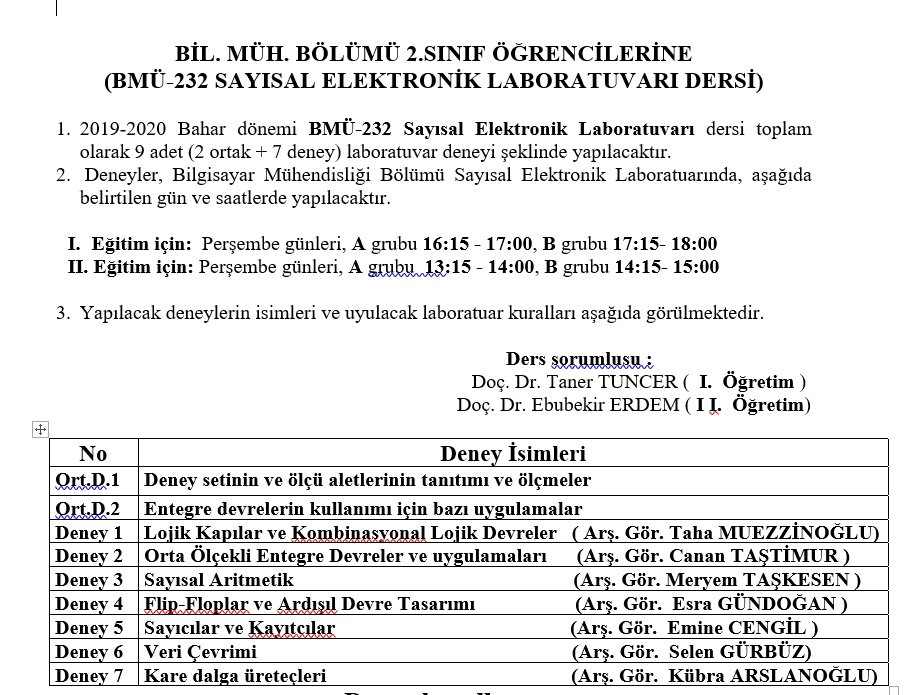 BİL. MÜH. BÖLÜMÜ 2.SINIF ÖĞRENCİLERİNE
(BMÜ-232 SAYISAL ELEKTRONİK LABORATUVARI DERSİ)
1. 2019-2020 Bahar dönemi BMÜ-232 Sayısal Elektronik Laboratuvarı dersi toplam
olarak 9 adet (2 ortak + 7 deney) laboratuvar deneyi şeklinde yapılacaktır.
2. Deneyler, Bilgisayar Mühendisliği Bölümü Sayısal Elektronik Laboratuarında, aşağıda
belirtilen gün ve saatlerde yapılacaktır.
I. Eğitim için: Perşembe günleri, A grubu 16:15 - 17:00, B grubu 17:15- 18:00
II. Eğitim için: Perşembe günleri, A grubu 13:15 - 14:00, B grubu 14:15- 15:00
3. Yapılacak deneylerin isimleri ve uyulacak laboratuar kuralları aşağıda görülmektedir.
Ders sorumlusu :
Doç. Dr. Taner TUNCER ( I. Öğretim )
Doç. Dr. Ebubekir ERDEM ( I I. Öğretim)
No Deney İsimleri
Ort.D.1 Deney setinin ve ölçü aletlerinin tanıtımı ve ölçmeler
Ort.D.2 Entegre devrelerin kullanımı için bazı uygulamalar
Deney 1 Lojik Kapılar ve Kombinasyonal Lojik Devreler ( Arş. Gör. Taha MUEZZİNOĞLU)
Deney 2 Orta Ölçekli Entegre Devreler ve uygulamaları (Arş. Gör. Canan TAŞTİMUR )
Deney 3 Sayısal Aritmetik (Arş. Gör. Meryem TAŞKESEN )
Deney 4 Flip-Floplar ve Ardışıl Devre Tasarımı (Arş. Gör. Esra GÜNDOĞAN )
Deney 5 Sayıcılar ve Kayıtcılar (Arş. Gör. Emine CENGİL )
Deney 6 Veri Çevrimi (Arş. Gör. Selen GÜRBÜZ)
Deney 7 Kare dalga üreteçleri (Arş. Gör. Kübra ARSLANOĞLU)